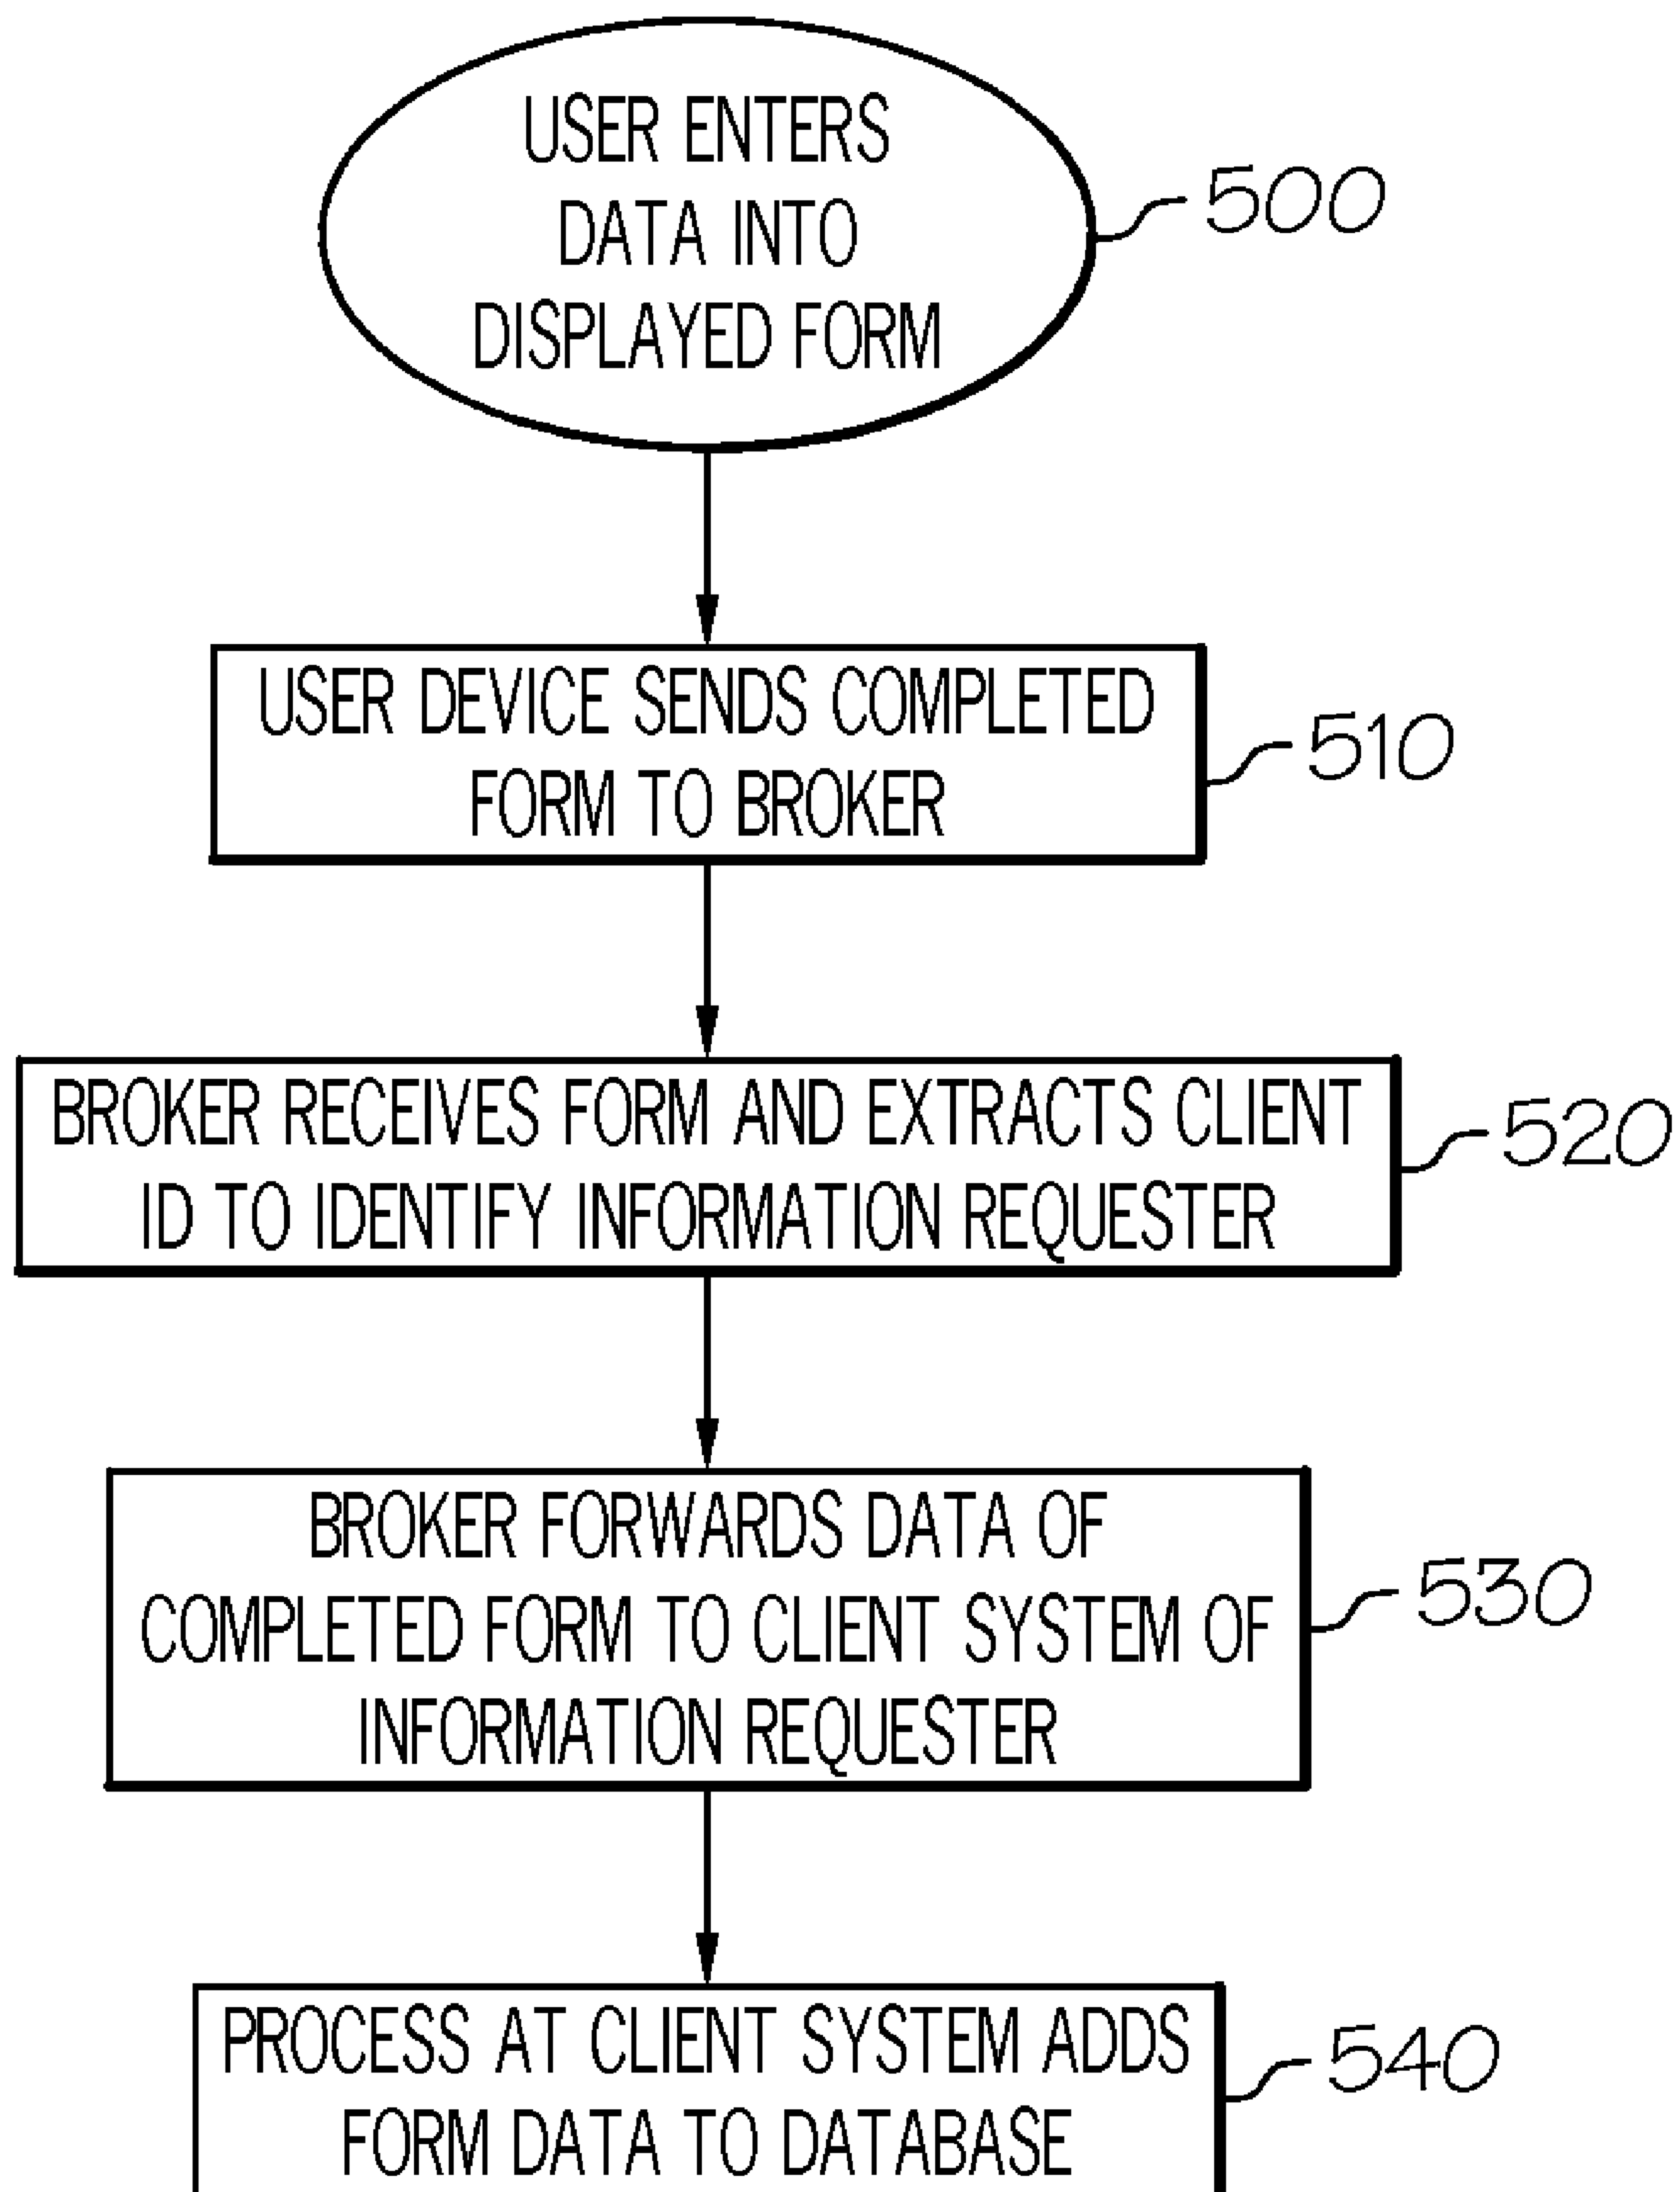 USER ENTERS
DATA INTO
DISPLAYED FORM
500
USER DEVICE SENDS COMPLETED
FORM TO BROKER
510
BROKER RECEIVES FORM AND EXTRACTS CLIENT
ID TO IDENTIFY INFORMATION REQUESTER
520
BROKER FORWARDS DATA OF
COMPLETED FORM TO CLIENT SYSTEM OF
INFORMATION REQUESTER
530
PROCESS AT CLIENT SYSTEM ADDS
FORM DATA TO DATABASE
540